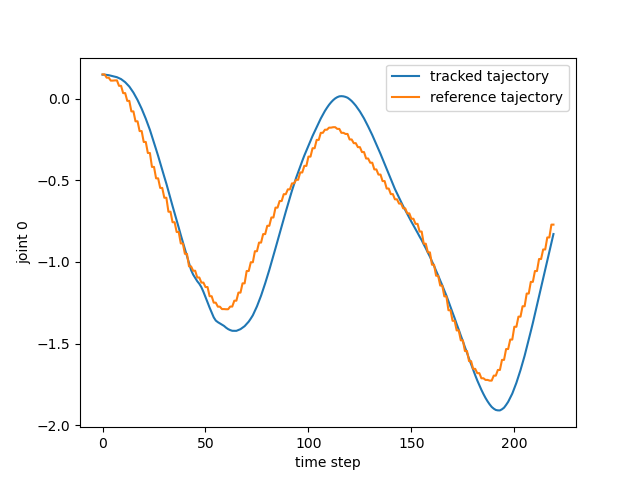 tracked tajectory
reference tajectory
0.0
−0.5
−1.0
−1.5
−2.0
joint 0
0 50 100 150 200
time step